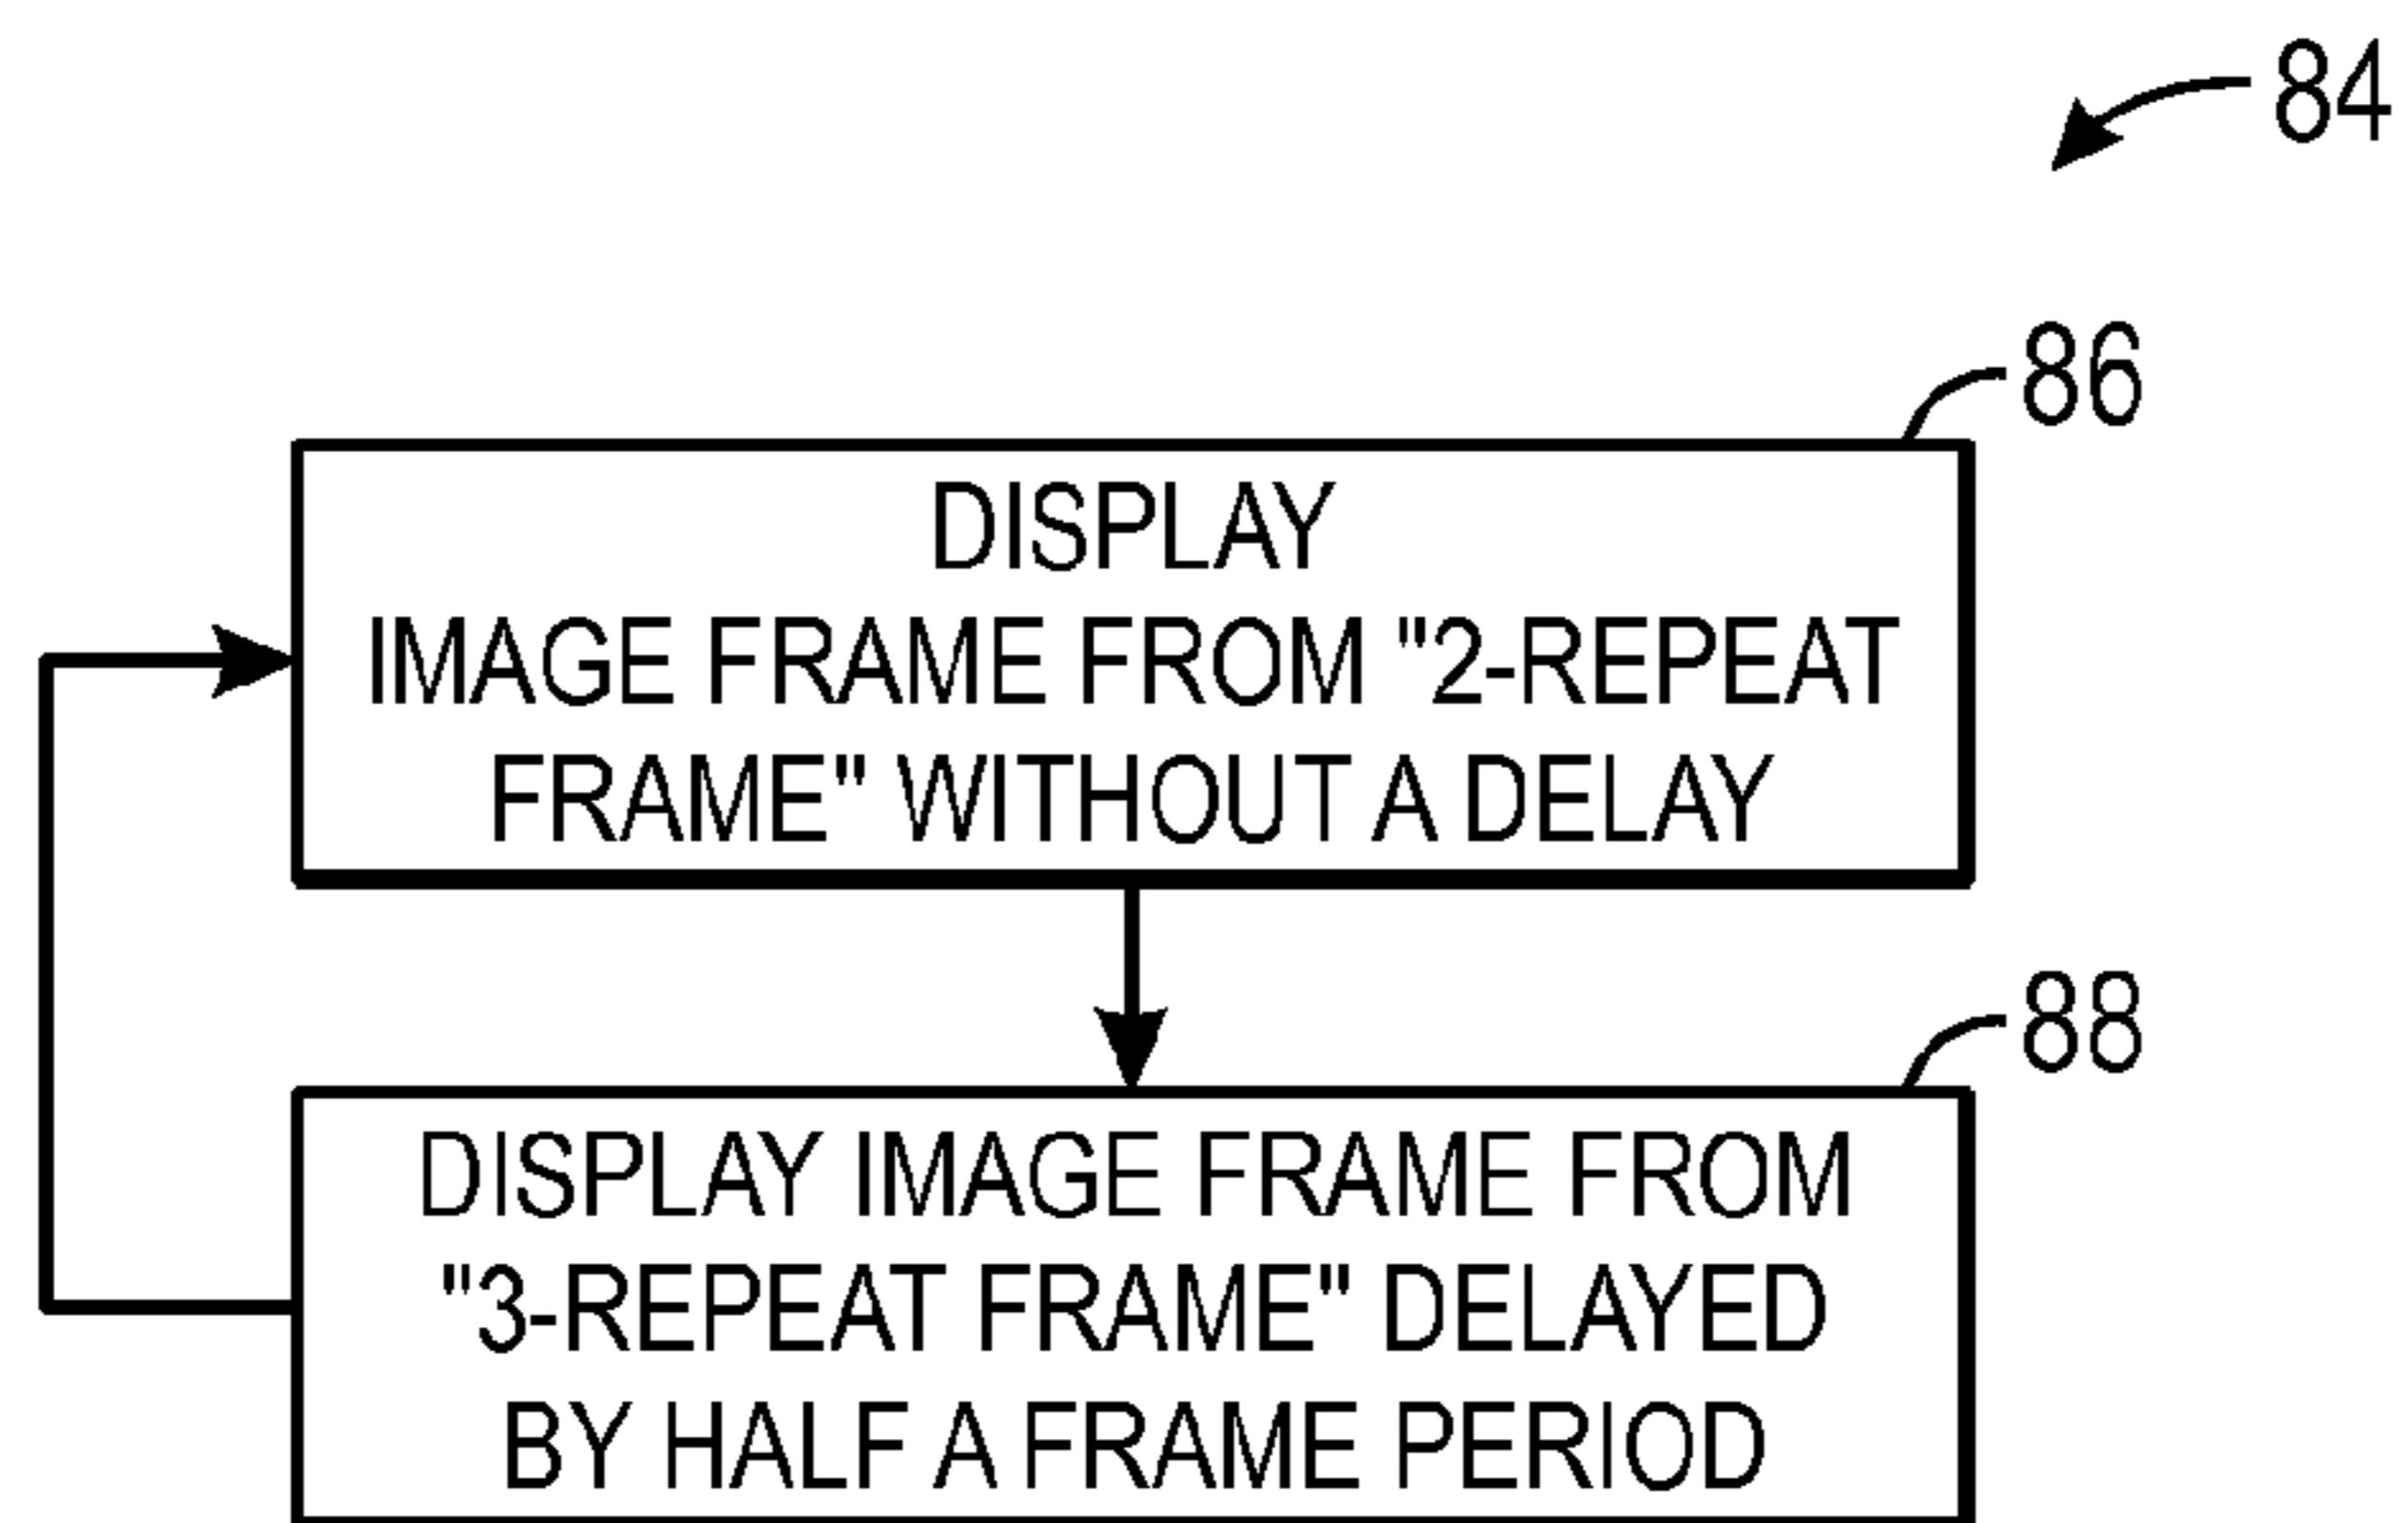 84
86
DISPLAY
IMAGE FRAME FROM "2-REPEAT
FRAME" WITHOUT A DELAY
88
DISPLAY IMAGE FRAME FROM
"3-REPEAT FRAME" DELAYED
BY HALF A FRAME PERIOD